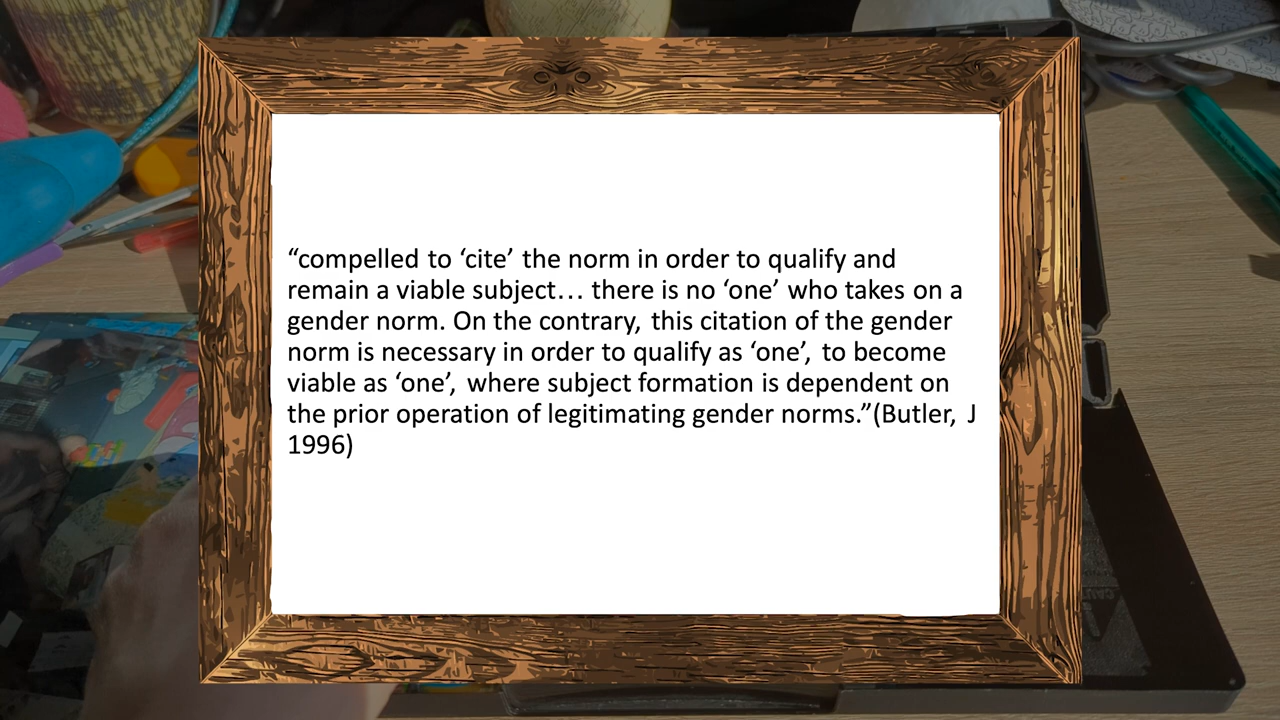 “compelled to ‘cite’ the norm in order to qualify and
remain a viable subject… there is no ‘one’ who takes on a
gender norm. On the contrary, this citation of the gender
norm is necessary in order to qualify as ‘one’, to become
viable as ‘one’, where subject formation is dependent on
the prior operation of legitimating gender norms.”(Butler, J
1996)